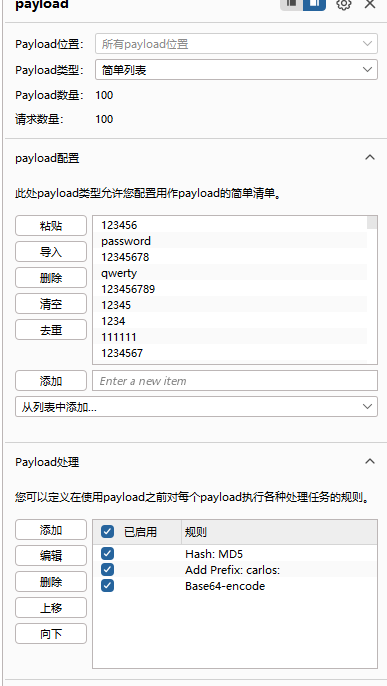 payload
Payload位置： 所有payload位置
Payload类型： 简单列表
Payload数量： 100
请求数量： 100
payload配置
此处payload类型允许您配置用作payload的简单清单。
粘贴
导入
删除
清空
去重
123456
password
12345678
qwerty
123456789
12345
1234
111111
1234567
添加 Enter a new item
从列表中添加...
Payload处理
您可以定义在使用payload之前对每个payload执行各种处理任务的规则。
添加
编辑
删除
上移
向下
已启用 规则
Hash: MD5
Add Prefix: carlos:
Base64-encode